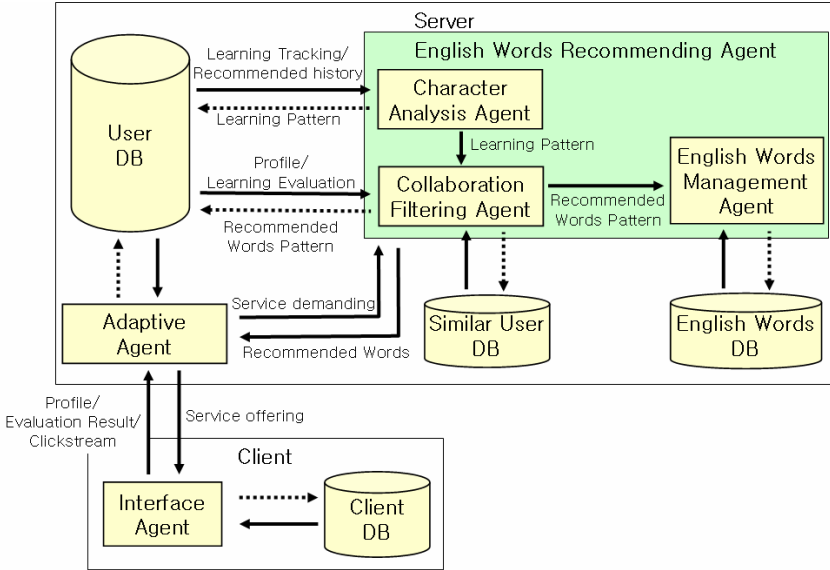 Server
English Words Recommending Agent
Learning Tracking/
Recommended history
Learning Pattern
Character
Analysis Agent
User
DB
Learning Pattern
Profile/
Learning Evaluation
Recommended
Words Pattern
Collaboration
Filtering Agent
Recommended
Words Pattern
English Words
Management
Agent
Service demanding
Recommended Words
Adaptive
Agent
Similar User
DB
English Words
DB
Profile/
Evaluation Result/
Clickstream
Service offering
Client
Interface
Agent
Client
DB